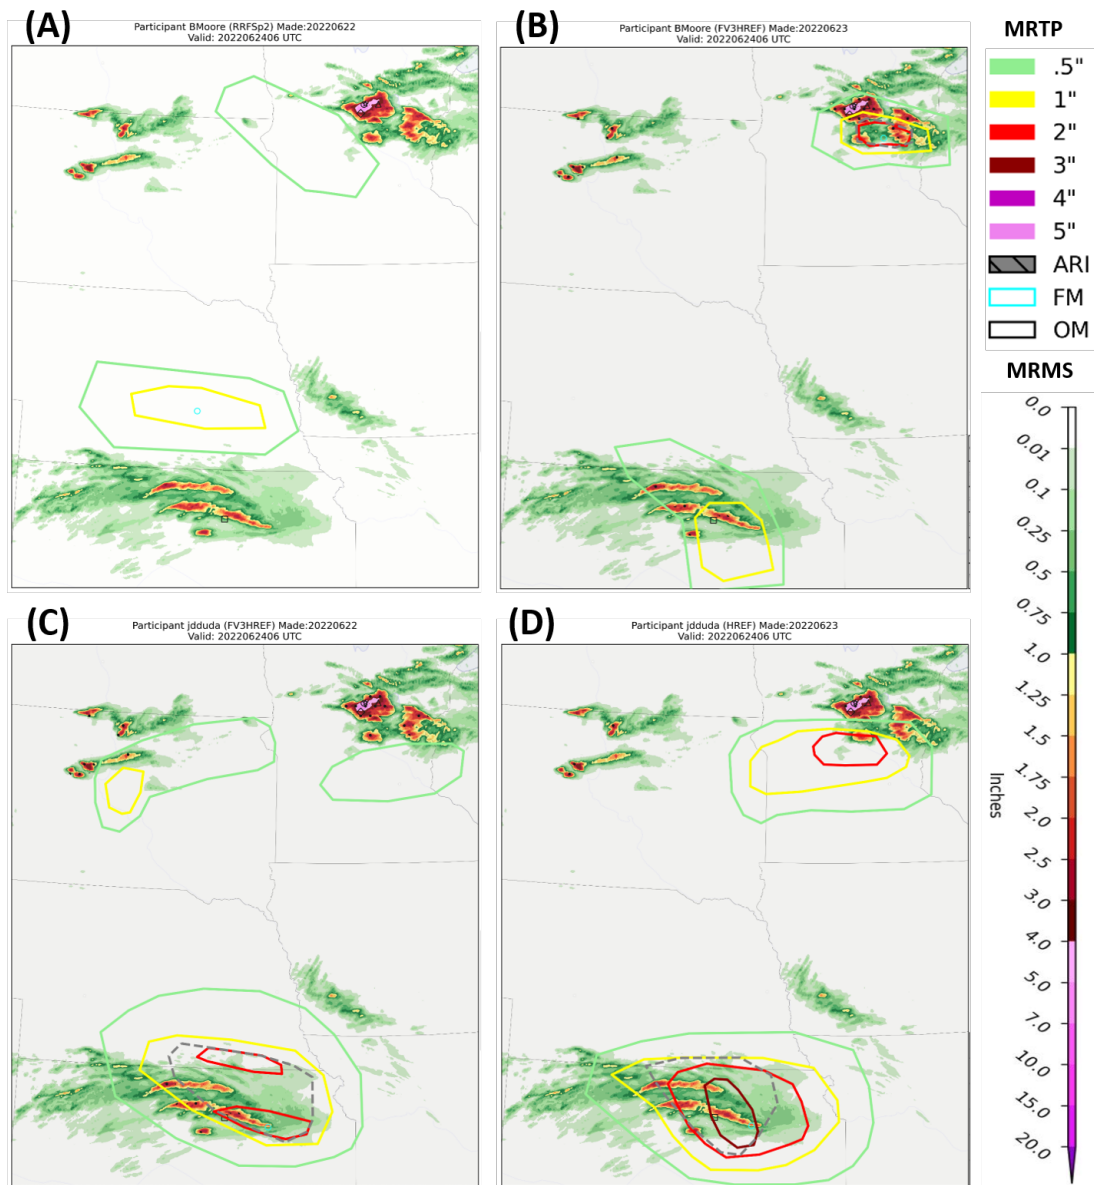 (A)
Participant BMoore (RRFSp2) Made:20220622
Valid: 2022062406 UTC
(B)
Participant BMoore (FV3HREF) Made:20220623
Valid: 2022062406 UTC
MRTP
.5"
1"
2"
3"
4"
5"
ARI
FM
OM
MRMS
0.0
0.01
0.1
0.25
0.5
0.75
1.0
1.25
1.5
1.75
2.0
2.5
3.0
4.0
5.0
7.0
10.0
15.0
20.0
Inches
(C)
Participant jdduda (FV3HREF) Made:20220622
Valid: 2022062406 UTC
(D)
Participant jdduda (HREF) Made:20220623
Valid: 2022062406 UTC